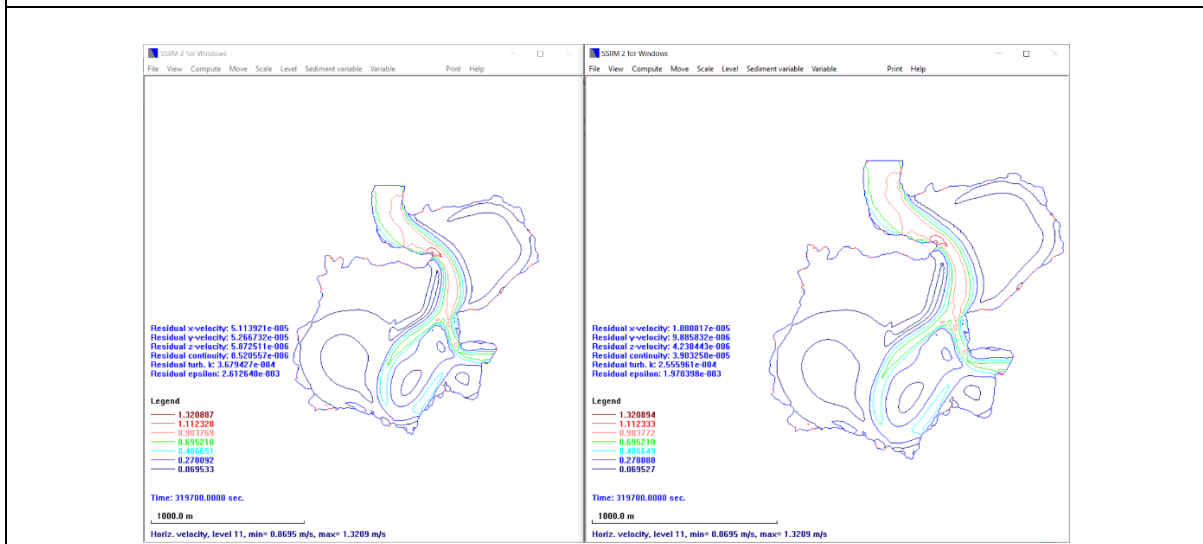 SSIIM 2 for Windows
File View Compute Move Scale Level Sediment variable Variable Print Help
Residual x-velocity: 5.113921e-005
Residual y-velocity: 5.266732e-005
Residual z-velocity: 5.872511e-006
Residual continuity: 8.520557e-006
Residual turb. k: 3.679427e-004
Residual epsilon: 2.612640e-003
Legend
1.320887
1.112328
0.903769
0.695210
0.486651
0.278092
0.069533
Time: 319700.0000 sec.
1000.0 m
Horiz. velocity, level 11, min= 0.0695 m/s, max= 1.3209 m/s
SSIIM 2 for Windows
File View Compute Move Scale Level Sediment variable Variable Print Help
Residual x-velocity: 1.080817e-005
Residual y-velocity: 9.885832e-006
Residual z-velocity: 4.238443e-006
Residual continuity: 3.903250e-005
Residual turb. k: 2.555961e-004
Residual epsilon: 1.970398e-003
Legend
1.320894
1.112333
0.903772
0.695210
0.486649
0.278088
0.069527
Time: 319700.0000 sec.
1000.0 m
Horiz. velocity, level 11, min= 0.0695 m/s, max= 1.3209 m/s